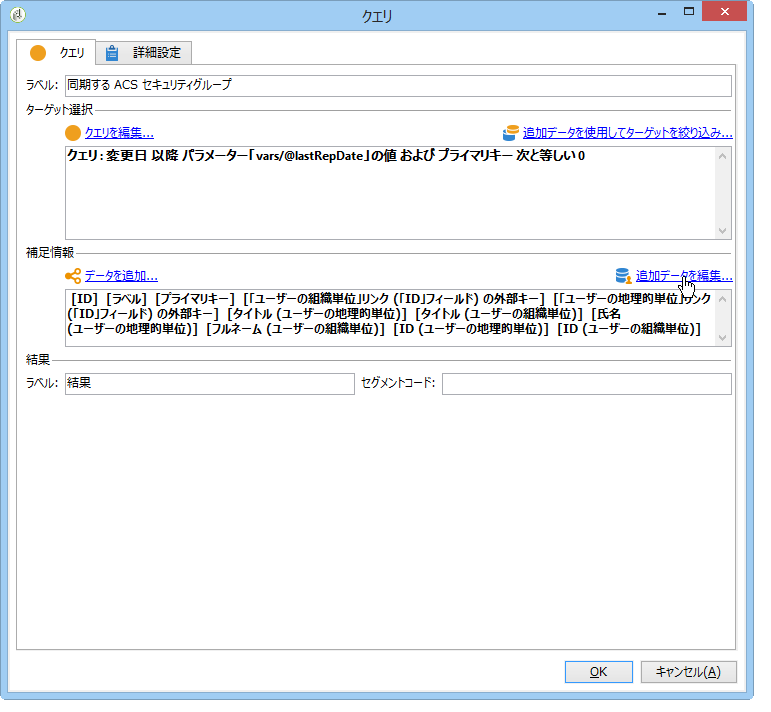 クエリ
クエリ 詳細設定
ラベル: 同期する ACS セキュリティグループ
ターゲット選択
クエリを編集... 追加データを使用してターゲットを絞り込み...
クエリ : 変更日 以降 パラメーター「vars/@lastRepDate」の値 および プライマリキー 次と等しい 0
補足情報
データを追加... 追加データを編集...
[ID] [ラベル] [プライマリキー] [「ユーザーの組織単位」リンク (「ID」フィールド) の外部キー] [「ユーザーの地理的単位」リンク
(「ID」フィールド) の外部キー] [タイトル (ユーザーの地理的単位)] [タイトル (ユーザーの組織単位)] [氏名
(ユーザーの地理的単位)] [フルネーム (ユーザーの組織単位)] [ID (ユーザーの地理的単位)] [ID (ユーザーの組織単位)]
結果
ラベル: 結果 セグメントコード:
OK キャンセル(A)